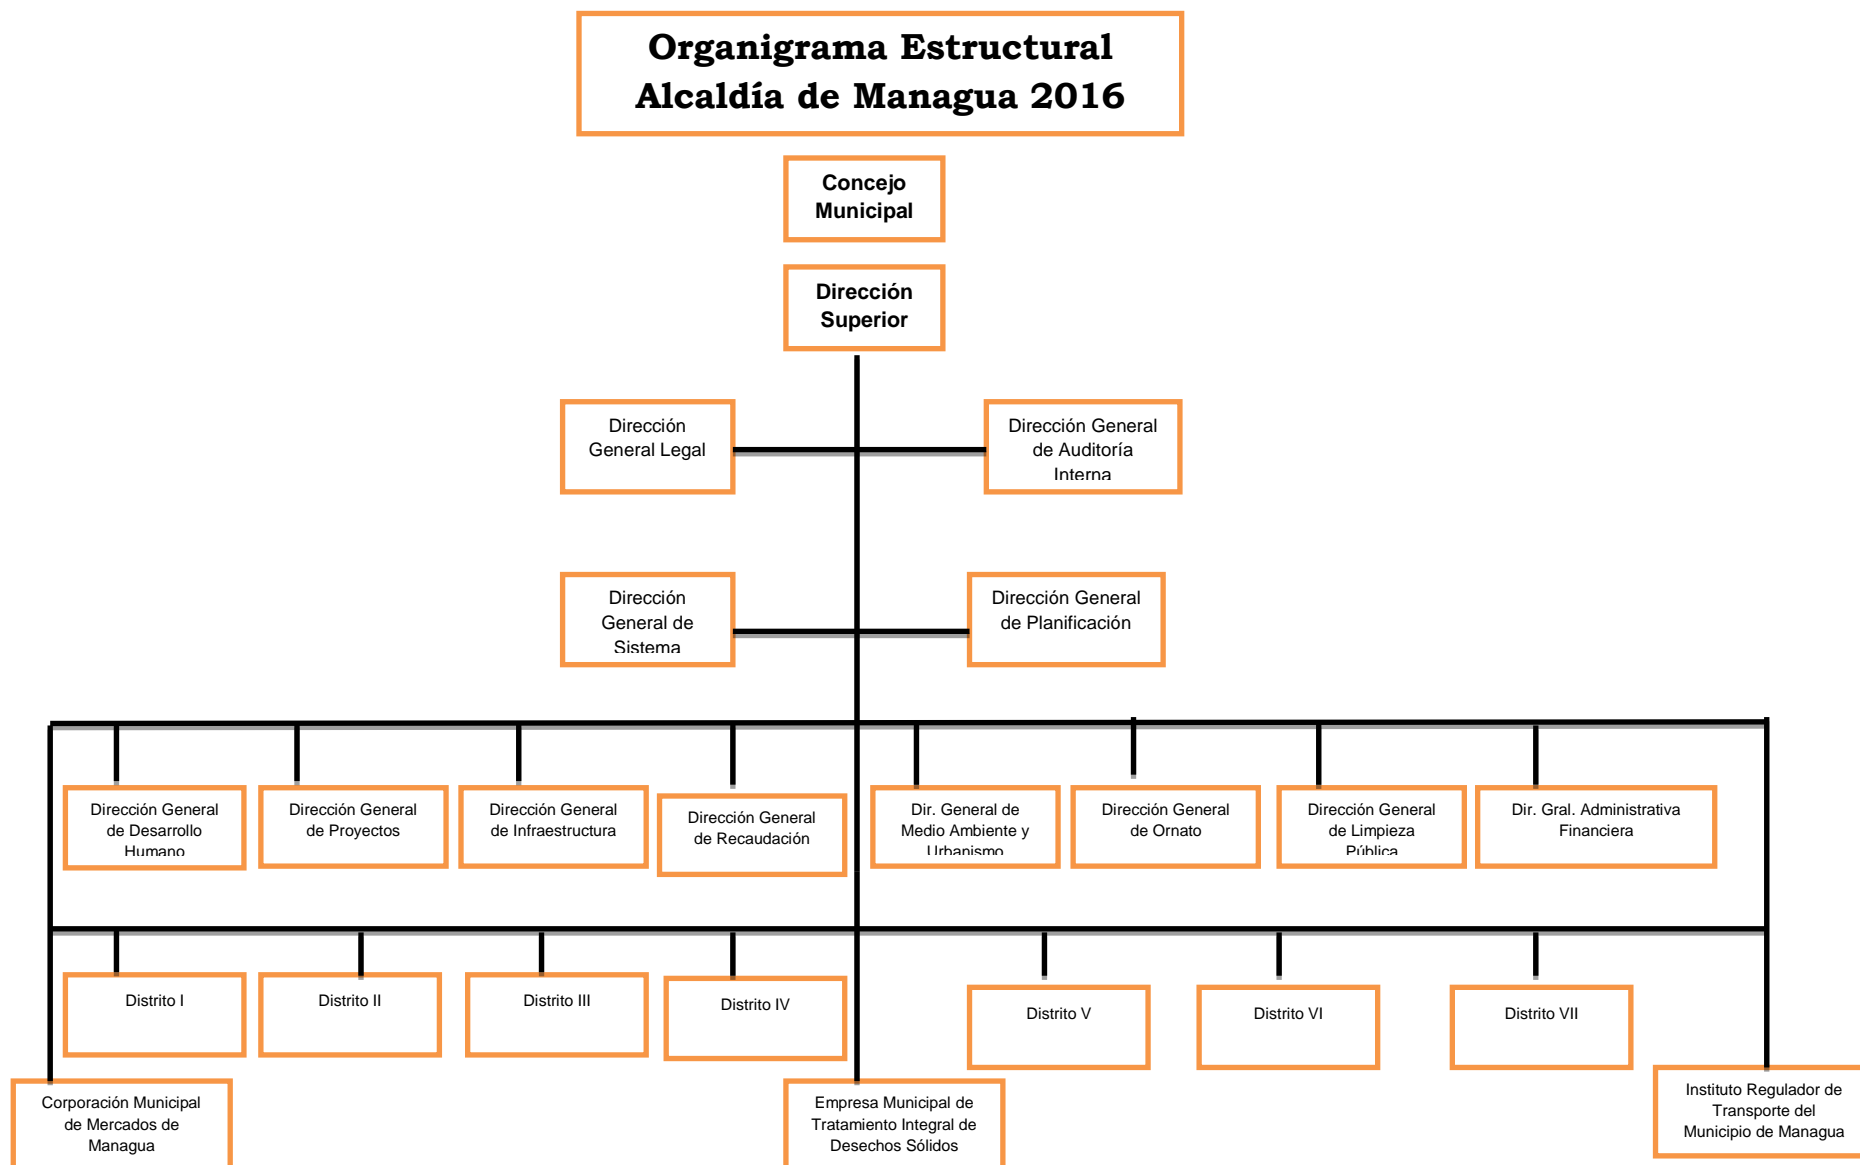 Organigrama Estructural
Alcaldía de Managua 2016
Concejo
Municipal
Dirección
Superior
Dirección
General Legal
Dirección General
de Auditoría
Interna
Dirección
General de
Sistema
Dirección General
de Planificación
Dirección General
de Desarrollo
Humano
Dirección General
de Proyectos
Dirección General
de Infraestructura
Dirección General
de Recaudación
Dir. General de
Medio Ambiente y
Urbanismo
Dirección General
de Ornato
Dirección General
de Limpieza
Pública
Dir. Gral. Administrativa
Financiera
Distrito I
Distrito II
Distrito III
Distrito IV
Distrito V
Distrito VI
Distrito VII
Corporación Municipal
de Mercados de
Managua
Empresa Municipal de
Tratamiento Integral de
Desechos Sólidos
Instituto Regulador de
Transporte del
Municipio de Managua